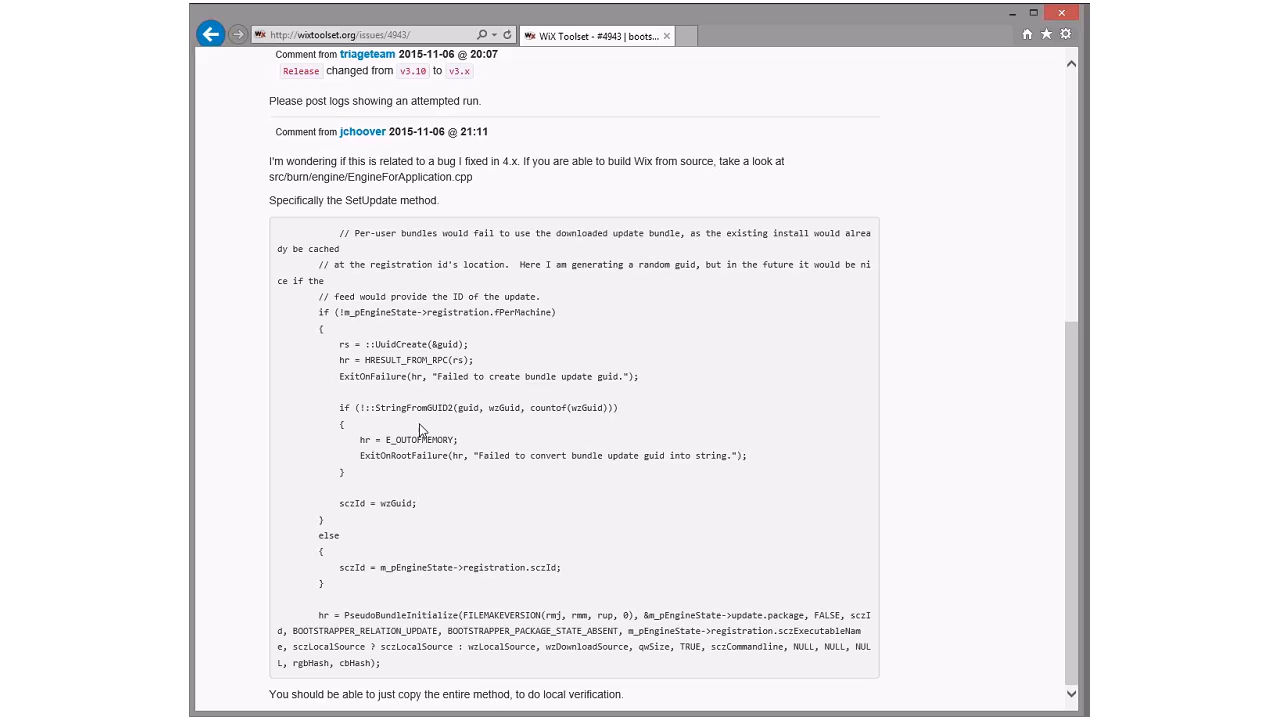 http://wixtoolset.org/issues/4943/
WiX Toolset - #4943 | boots...
Comment from triageteam 2015-11-06 @ 20:07
Release changed from v3.10 to v3.x
Please post logs showing an attempted run.
Comment from jchoover 2015-11-06 @ 21:11
I'm wondering if this is related to a bug I fixed in 4.x. If you are able to build Wix from source, take a look at
src/burn/engine/EngineForApplication.cpp
Specifically the SetUpdate method.
// Per-user bundles would fail to use the downloaded update bundle, as the existing install would alrea
dy be cached
// at the registration id's location.  Here I am generating a random guid, but in the future it would be ni
ce if the
// feed would provide the ID of the update.
if (!m_pEngineState->registration.fPerMachine)
{
rs = ::UuidCreate(&guid);
hr = HRESULT_FROM_RPC(rs);
ExitOnFailure(hr, "Failed to create bundle update guid.");
if (!::StringFromGUID2(guid, wzGuid, countof(wzGuid)))
{
hr = E_OUTOFMEMORY;
ExitOnRootFailure(hr, "Failed to convert bundle update guid into string.");
}
sczId = wzGuid;
}
else
{
sczId = m_pEngineState->registration.sczId;
}
hr = PseudoBundleInitialize(FILEMAKEVERSION(rmj, rmm, rup, 0), &m_pEngineState->update.package, FALSE, sczI
d, BOOTSTRAPPER_RELATION_UPDATE, BOOTSTRAPPER_PACKAGE_STATE_ABSENT, m_pEngineState->registration.sczExecutableNam
e, sczLocalSource ? sczLocalSource : wzLocalSource, wzDownloadSource, qwSize, TRUE, sczCommandline, NULL, NULL, NUL
L, rgbHash, cbHash);
You should be able to just copy the entire method, to do local verification.